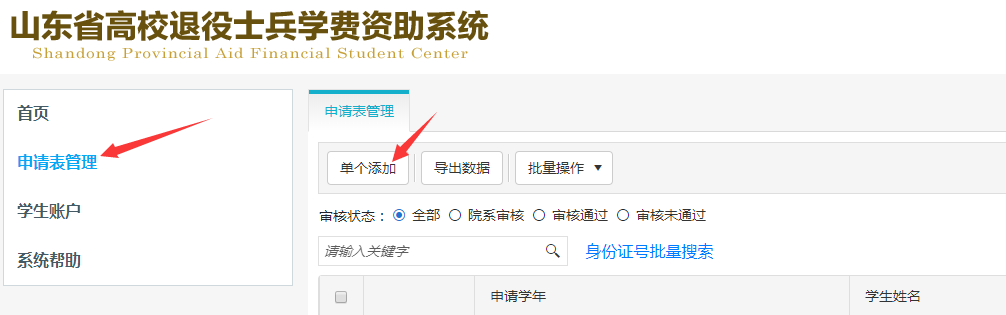 山东省高校退役士兵学费资助系统
Shandong Provincial Aid Financial Student Center
首页
申请表管理
学生账户
系统帮助
申请表管理
单个添加 导出数据 批量操作
审核状态： 全部 院系审核 审核通过 审核未通过
请输入关键字 身份证号批量搜索
申请学年 学生姓名